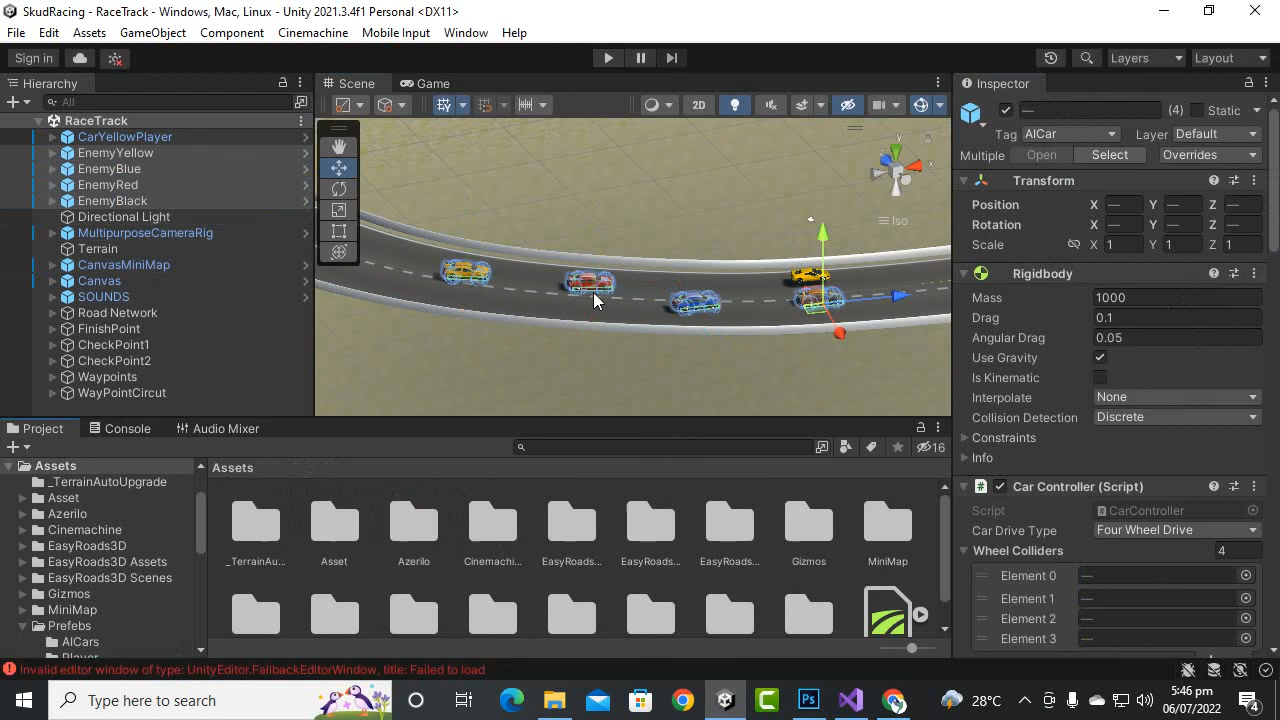 SkudRacing - RaceTrack - Windows, Mac, Linux - Unity 2021.3.4f1 Personal <DX11>
File Edit Assets GameObject Component Cinemachine Mobile Input Window Help
Sign in Layers Layout
Hierarchy Scene Game Inspector
All 2D — (4) Static
RaceTrack
Tag AICar Layer Default
CarYellowPlayer
EnemyYellow Multiple Open Select Overrides
EnemyBlue
EnemyRed Transform
EnemyBlack Position X — Y — Z —
Directional Light Iso Rotation X — Y — Z —
MultipurposeCameraRig Scale X 1 Y 1 Z 1
Terrain
CanvasMiniMap Rigidbody
Canvas
SOUNDS Mass 1000
Road Network Drag 0.1
FinishPoint Angular Drag 0.05
CheckPoint1 Use Gravity
CheckPoint2 Is Kinematic
Waypoints Interpolate None
WayPointCircut Collision Detection Discrete
Constraints
Info
Project Console Audio Mixer
16
Assets Assets
_TerrainAutoUpgrade Car Controller (Script)
Asset Script CarController
Azerilo Car Drive Type Four Wheel Drive
Cinemachine Wheel Colliders 4
EasyRoads3D
_TerrainAu... Asset Azerilo Cinemachi... EasyRoads... EasyRoads... EasyRoads... Gizmos MiniMap
EasyRoads3D Assets Element 0 —
EasyRoads3D Scenes Element 1 —
Gizmos Element 2 —
MiniMap Element 3 —
Prefebs
AICars
Player
Invalid editor window of type: UnityEditor.FallbackEditorWindow, title: Failed to load
Type here to search 28°C 5:46 pm
06/07/2022
4